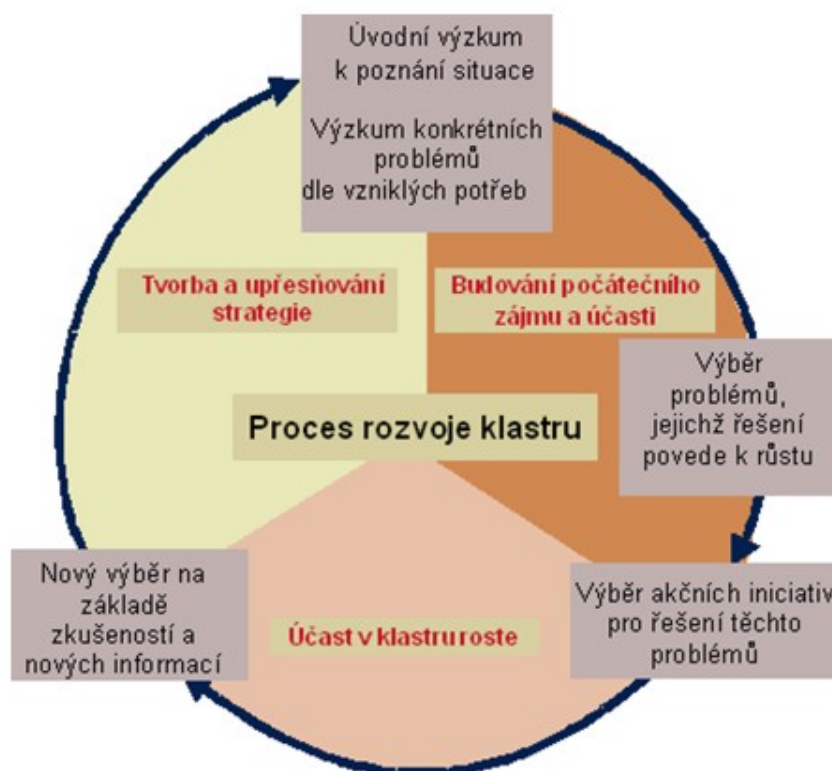 Úvodní výzkum
k poznání situace
Výzkum konkrétních
problémů
dle vzniklých potřeb
Tvorba a upřesňování
strategie
Budování počátečního
zájmu a účasti
Výběr
problémů,
jejichž řešení
povede k růstu
Proces rozvoje klastru
Nový výběr na
základě
zkušeností a
nových informací
Účast v klastru roste
Výběr akčních iniciativ
pro řešení těchto
problémů